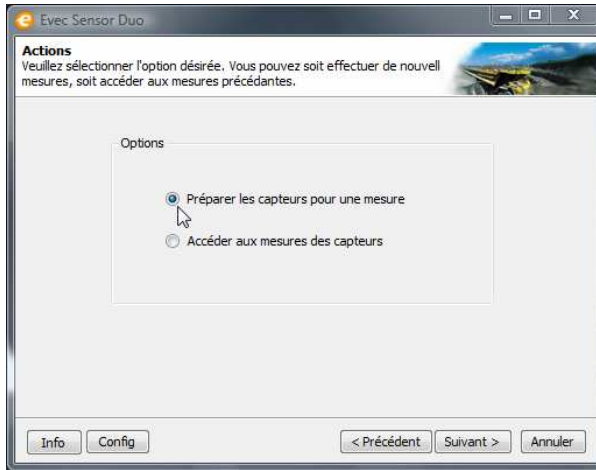 Evec Sensor Duo
Actions
Veuillez sélectionner l'option désirée. Vous pouvez soit effectuer de nouvell
mesures, soit accéder aux mesures précédantes.
Options
Préparer les capteurs pour une mesure
Accéder aux mesures des capteurs
Info
Config
< Précédent
Suivant >
Annuler